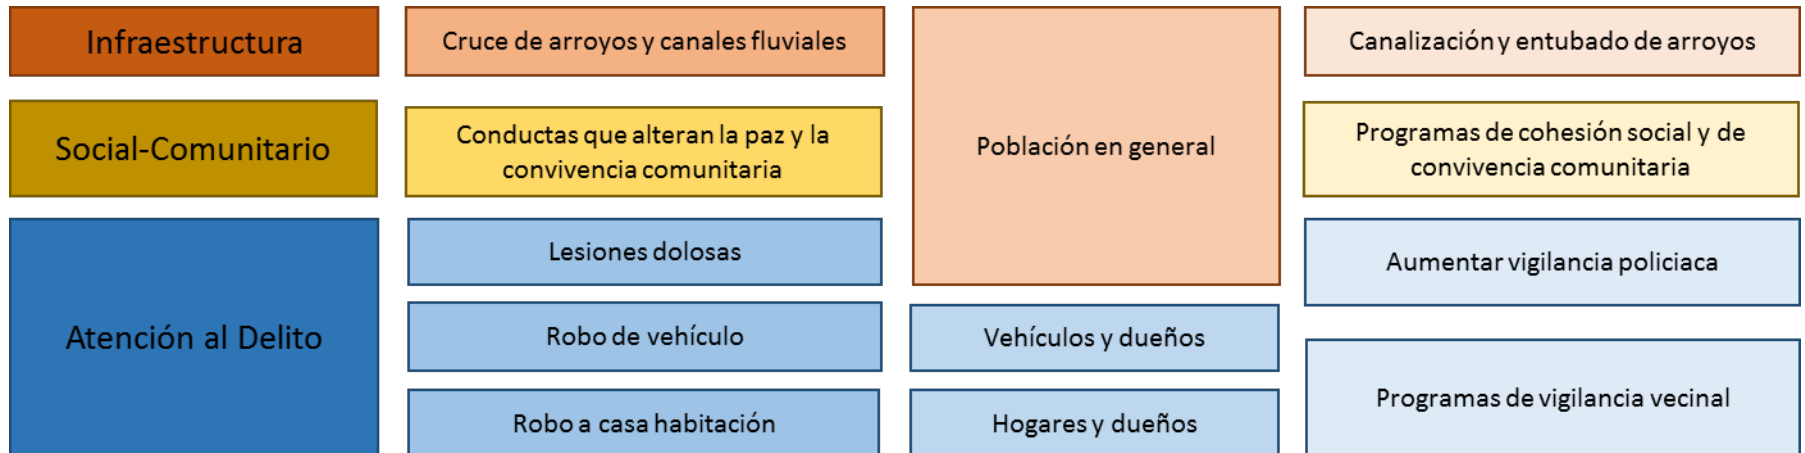 Infraestructura
Cruce de arroyos y canales fluviales
Población en general
Canalización y entubado de arroyos
Social-Comunitario
Conductas que alteran la paz y la
convivencia comunitaria
Programas de cohesión social y de
convivencia comunitaria
Atención al Delito
Lesiones dolosas
Aumentar vigilancia policiaca
Robo de vehículo
Vehículos y dueños
Programas de vigilancia vecinal
Robo a casa habitación
Hogares y dueños